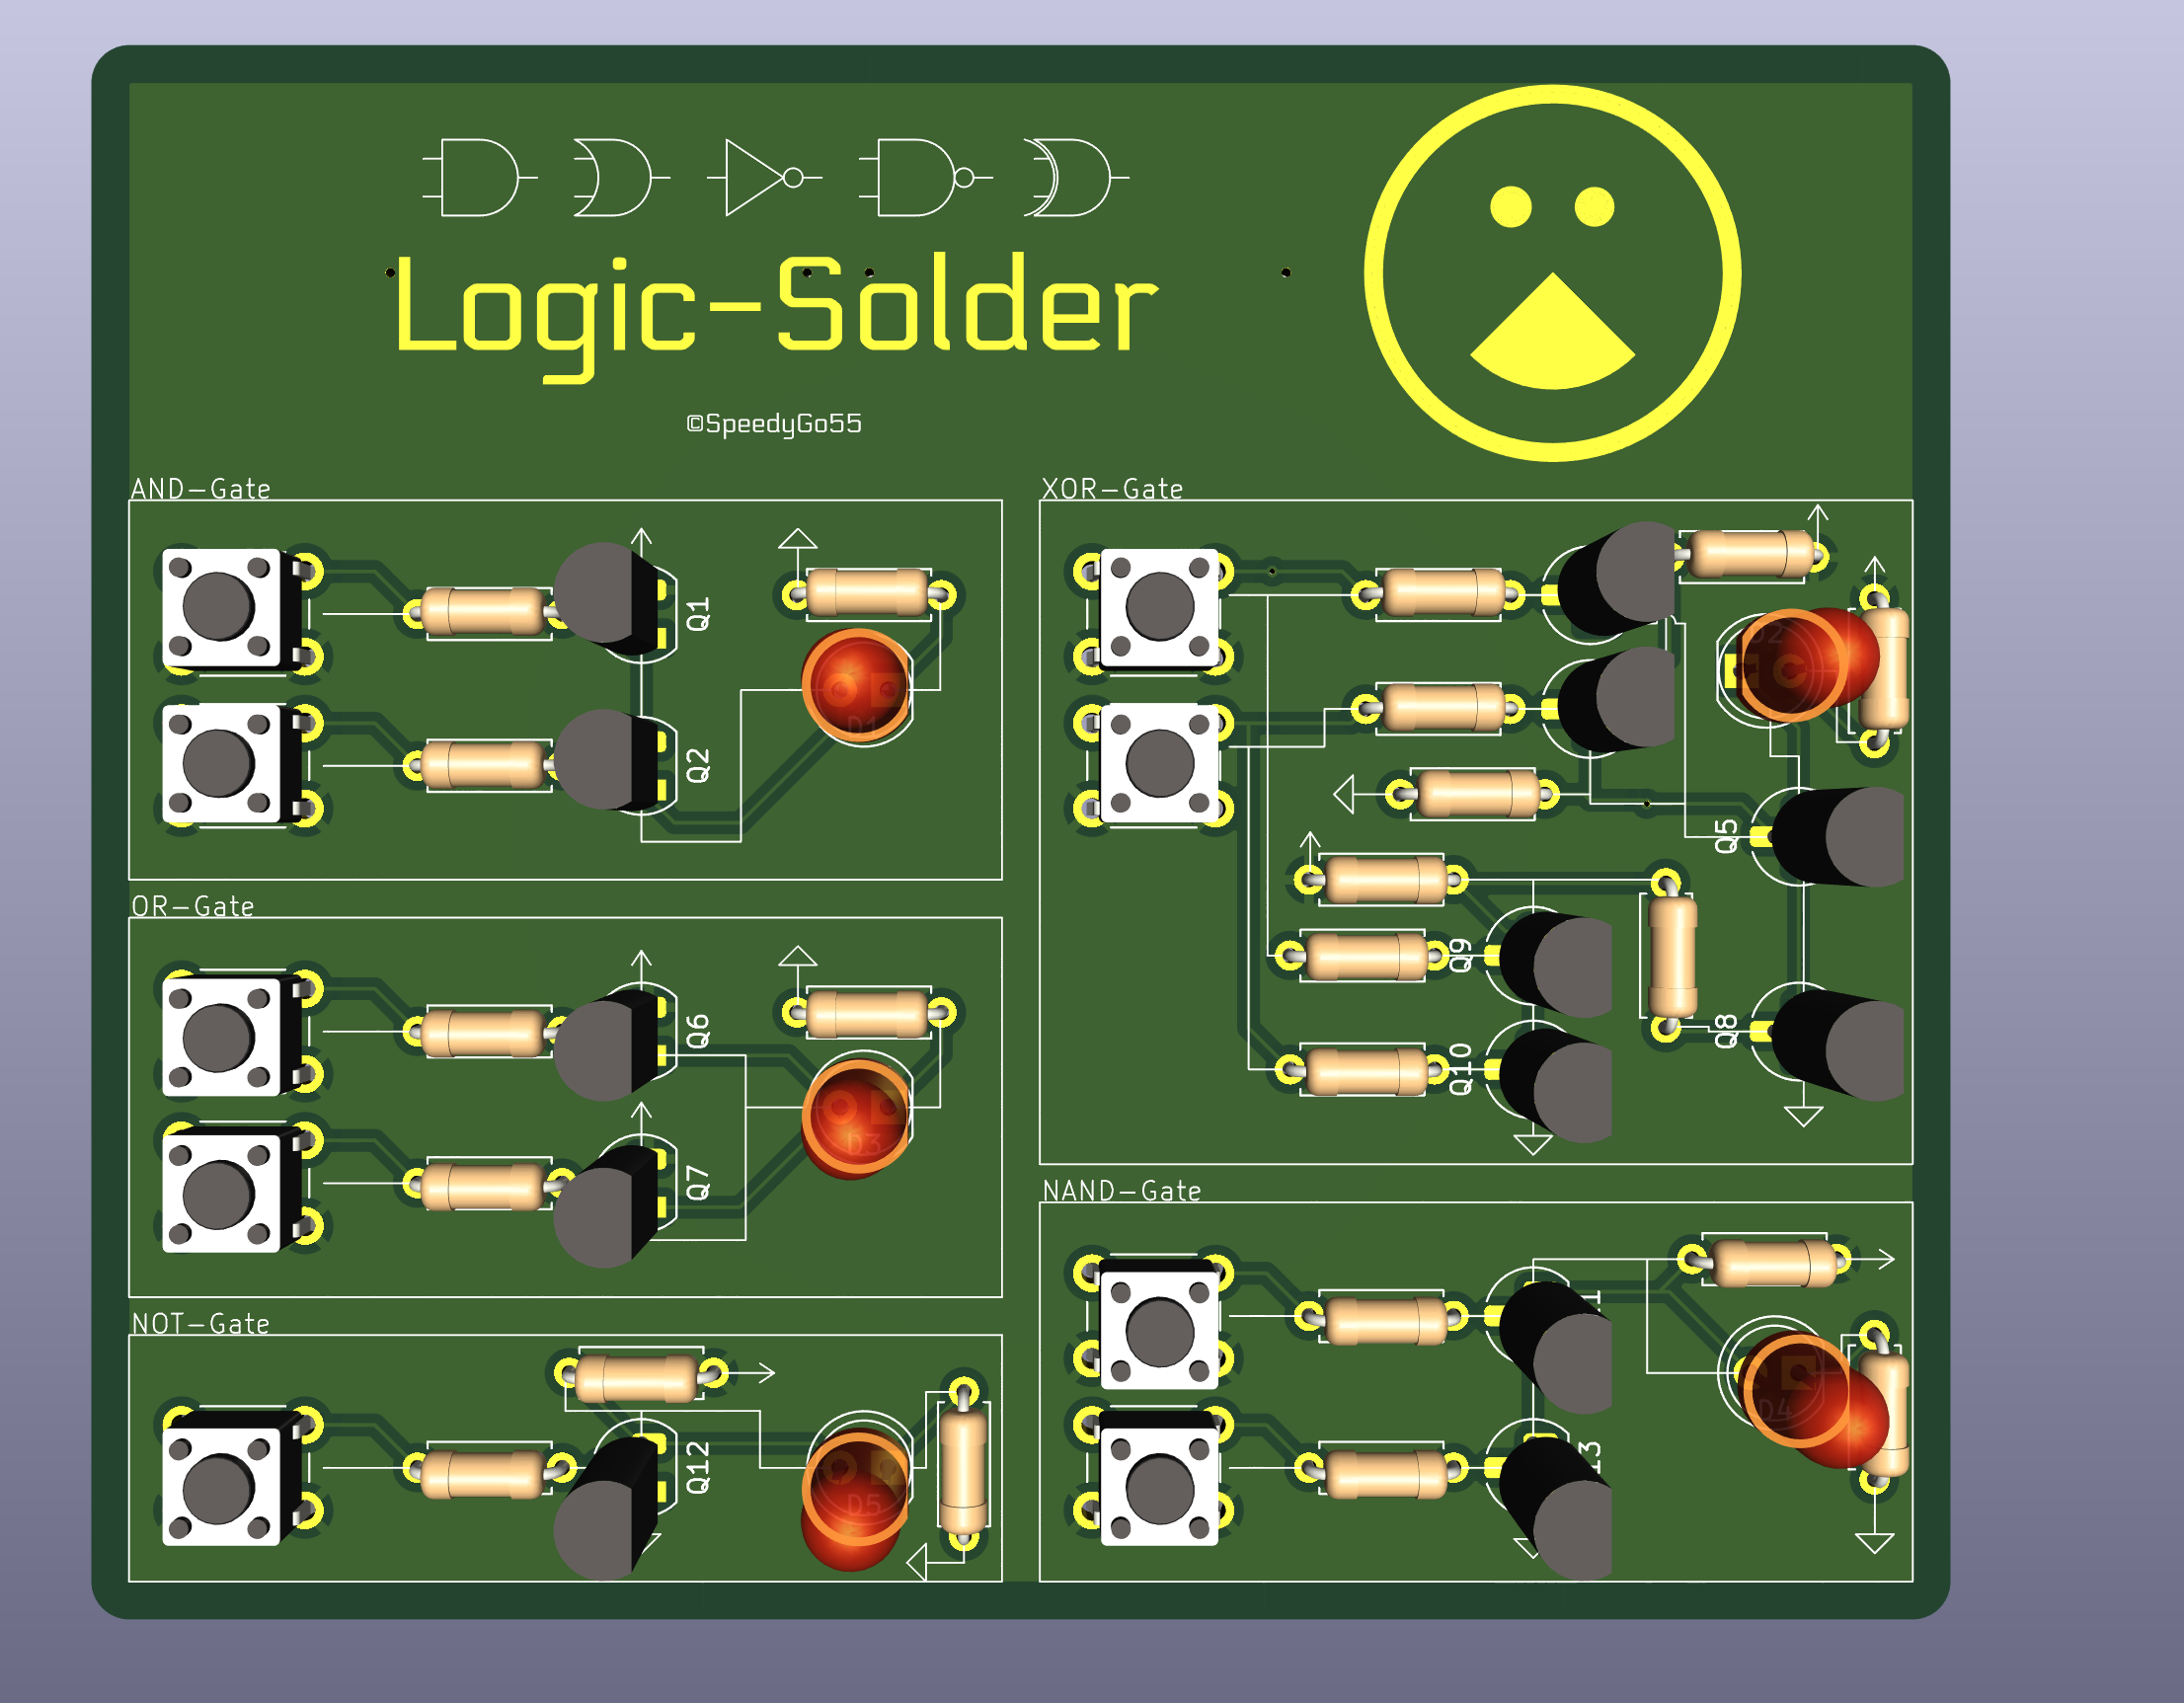 Logic-Solder
©SpeedyGo55
AND-Gate
Q1
Q2
D1
OR-Gate
Q6
Q7
D3
NOT-Gate
Q12
D5
XOR-Gate
Q5
Q9
Q8
Q10
NAND-Gate
D4